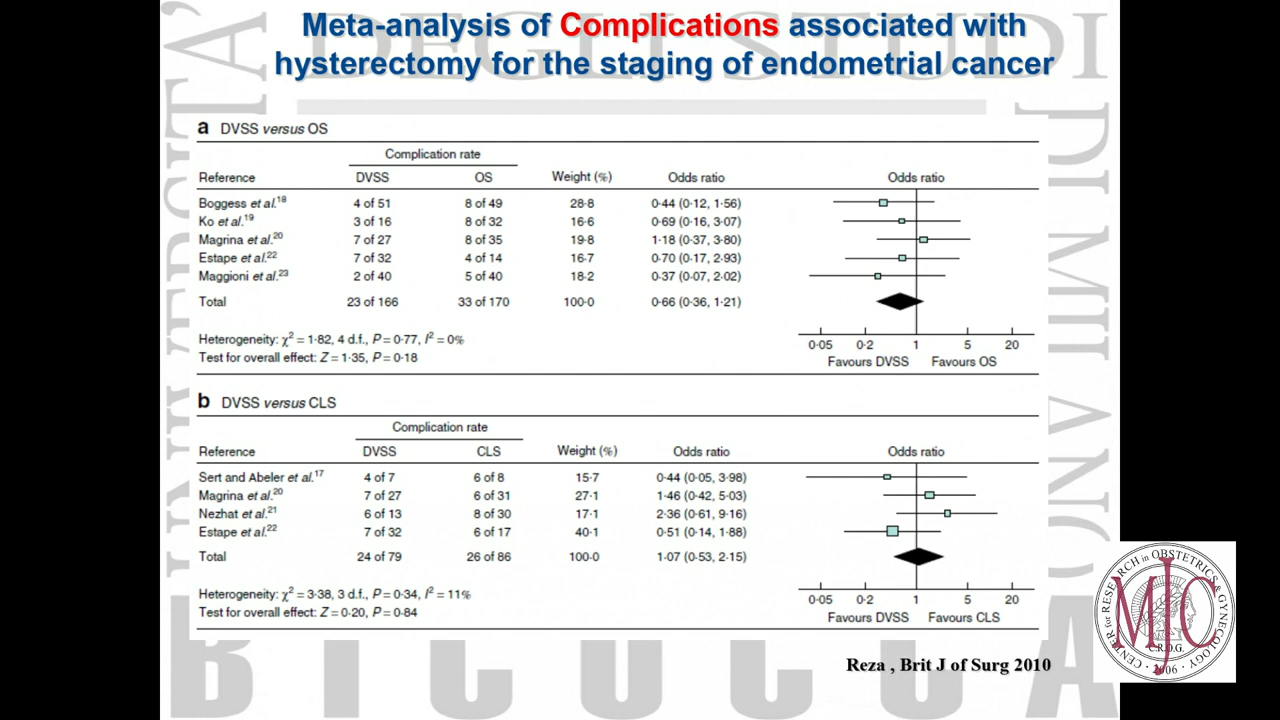 Meta-analysis of Complications associated with
hysterectomy for the staging of endometrial cancer
a DVSS versus OS
Complication rate
Reference DVSS OS Weight (%) Odds ratio Odds ratio
Boggess et al.18 4 of 51 8 of 49 28·8 0·44 (0·12, 1·56)
Ko et al.19 3 of 16 8 of 32 16·6 0·69 (0·16, 3·07)
Magrina et al.20 7 of 27 8 of 35 19·8 1·18 (0·37, 3·80)
Estape et al.22 7 of 32 4 of 14 16·7 0·70 (0·17, 2·93)
Maggioni et al.23 2 of 40 5 of 40 18·2 0·37 (0·07, 2·02)
Total 23 of 166 33 of 170 100·0 0·66 (0·36, 1·21)
Heterogeneity: χ2 = 1·82, 4 d.f., P = 0·77, I2 = 0%
Test for overall effect: Z = 1·35, P = 0·18
0·05 0·2 1 5 20
Favours DVSS Favours OS
b DVSS versus CLS
Complication rate
Reference DVSS CLS Weight (%) Odds ratio Odds ratio
Sert and Abeler et al.17 4 of 7 6 of 8 15·7 0·44 (0·05, 3·98)
Magrina et al.20 7 of 27 6 of 31 27·1 1·46 (0·42, 5·03)
Nezhat et al.21 6 of 13 8 of 30 17·1 2·36 (0·61, 9·16)
Estape et al.22 7 of 32 6 of 17 40·1 0·51 (0·14, 1·88)
Total 24 of 79 26 of 86 100·0 1·07 (0·53, 2·15)
Heterogeneity: χ2 = 3·38, 3 d.f., P = 0·34, I2 = 11%
Test for overall effect: Z = 0·20, P = 0·84
0·05 0·2 1 5 20
Favours DVSS Favours CLS
Reza , Brit J of Surg 2010
DEGLI STUDI
DI MILANO
BICOCCA
CENTER for RESEARCH in OBSTETRICS & GYNECOLOGY
MJC
C.R.O.G.
2006